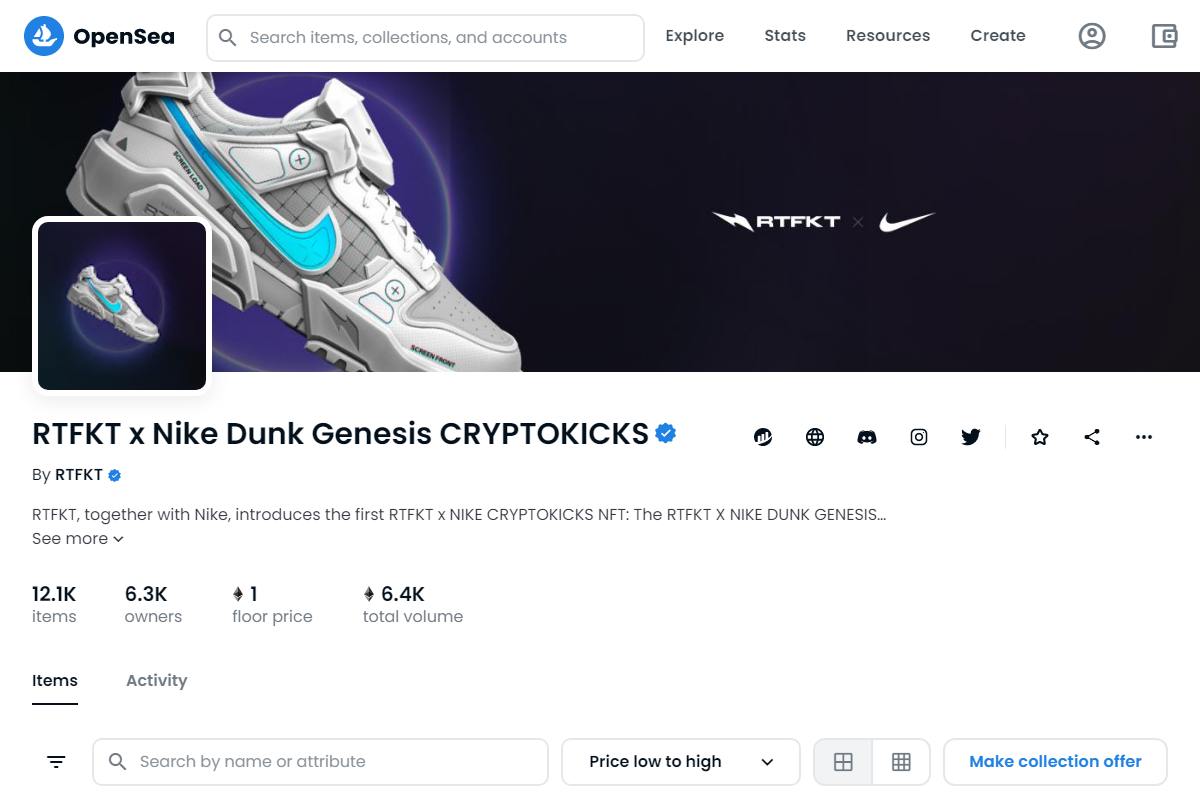 OpenSea
Search items, collections, and accounts
Explore
Stats
Resources
Create
SCREEN LOAD
RTFKT ×
SCREEN FRONT
RTFKT x Nike Dunk Genesis CRYPTOKICKS
By RTFKT
RTFKT, together with Nike, introduces the first RTFKT x NIKE CRYPTOKICKS NFT: The RTFKT X NIKE DUNK GENESIS…
See more
12.1K
items
6.3K
owners
1
floor price
6.4K
total volume
Items
Activity
Search by name or attribute
Price low to high
Make collection offer